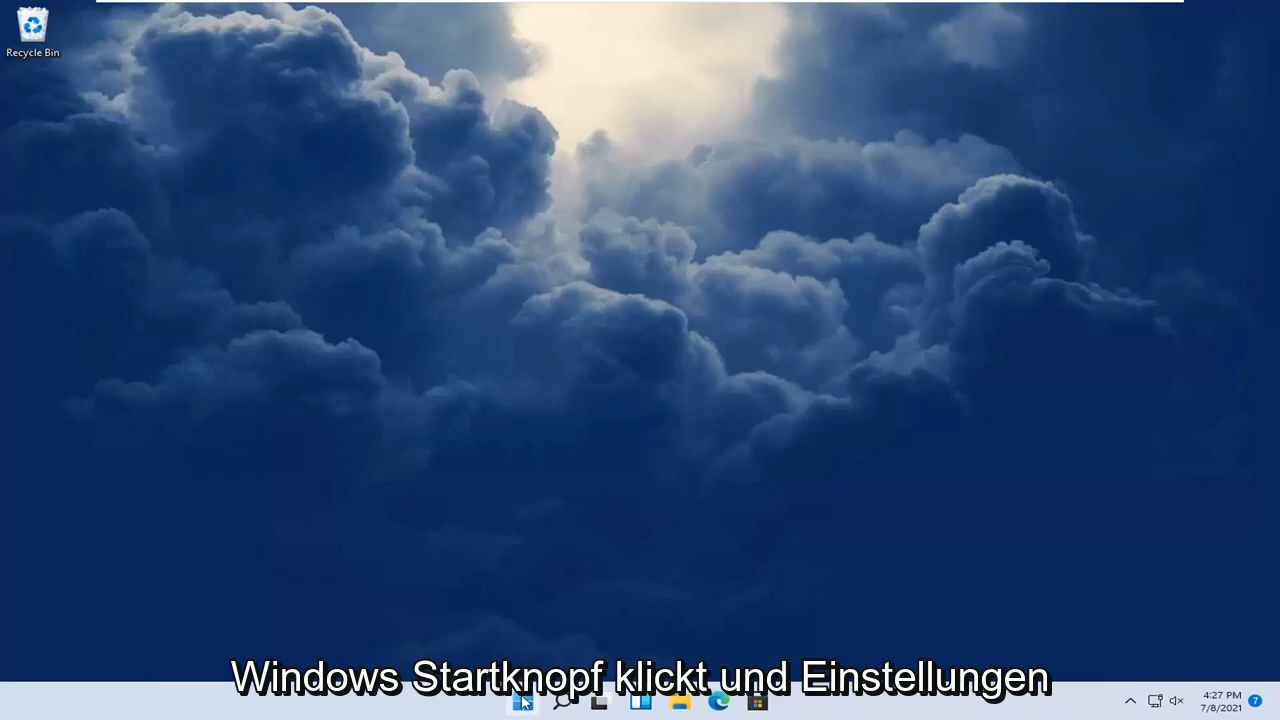 Recycle Bin
Windows Startknopf klickt und Einstellungen
4:27 PM
7/8/2021
7